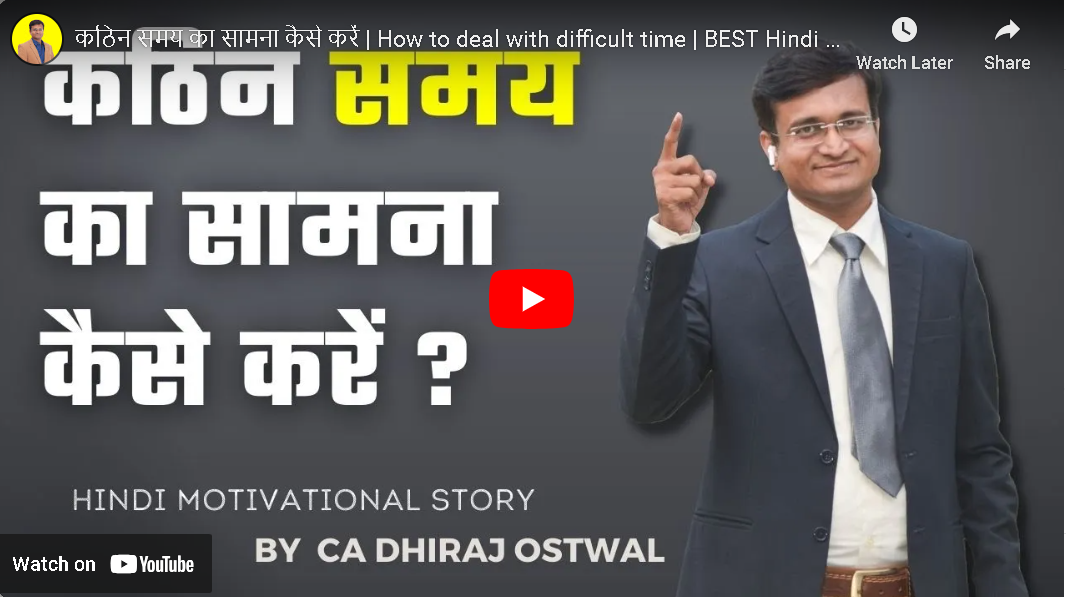 कठिन समय का सामना कैसे करें | How to deal with difficult time | BEST Hindi ...
Watch Later
Share
कठिन समय
का सामना
कैसे करें ?
HINDI MOTIVATIONAL STORY
BY CA DHIRAJ OSTWAL
Watch on YouTube